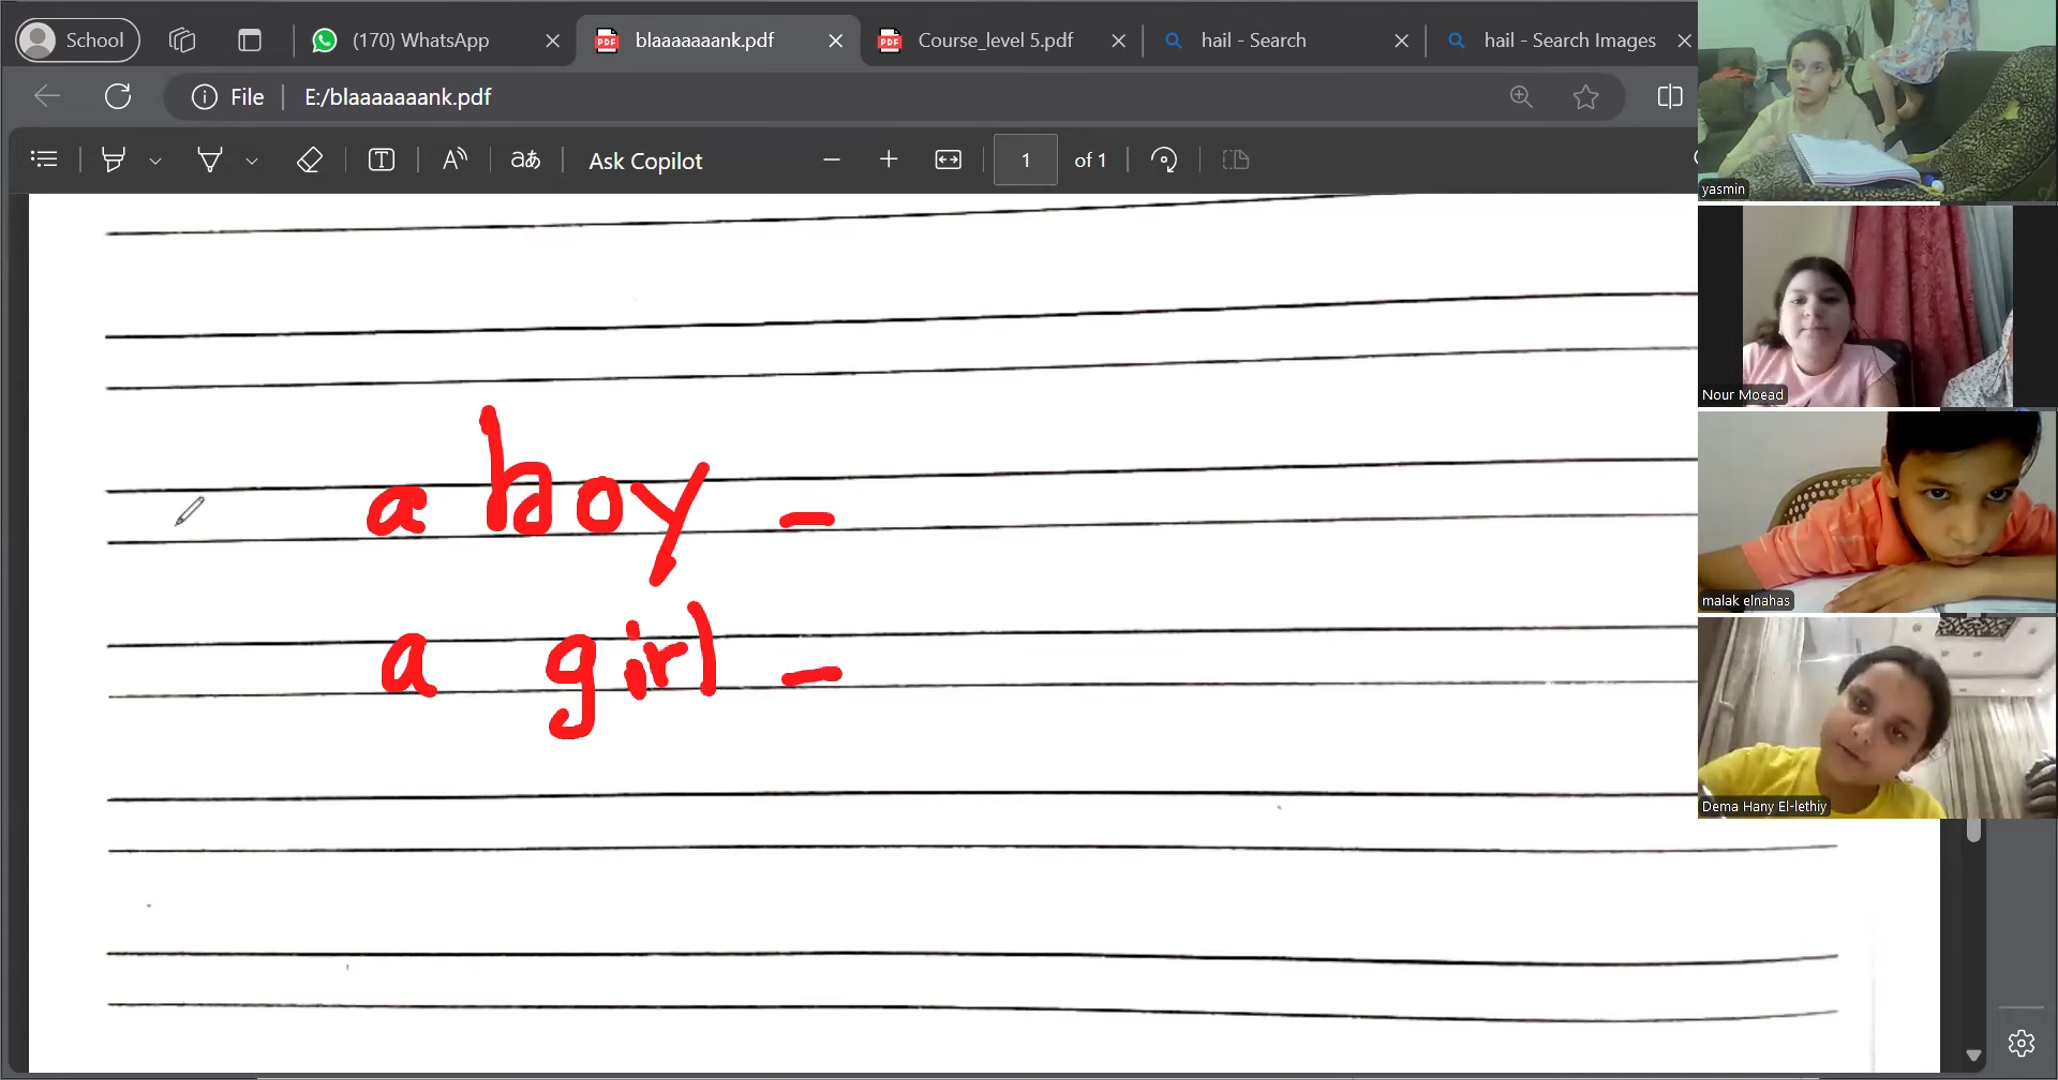 School
(170) WhatsApp
blaaaaaaank.pdf
Course_level 5.pdf
hail - Search
hail - Search Images
File
E:/blaaaaaaank.pdf
Ask Copilot
1 of 1
a boy -
a girl -
yasmin
Nour Moead
malak elnahas
Dema Hany El-lethiy